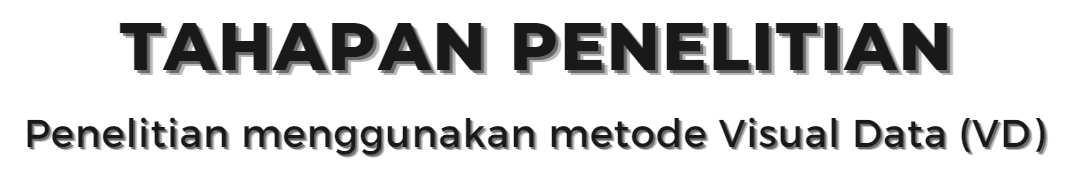 TAHAPAN PENELITIAN
Penelitian menggunakan metode Visual Data (VD)